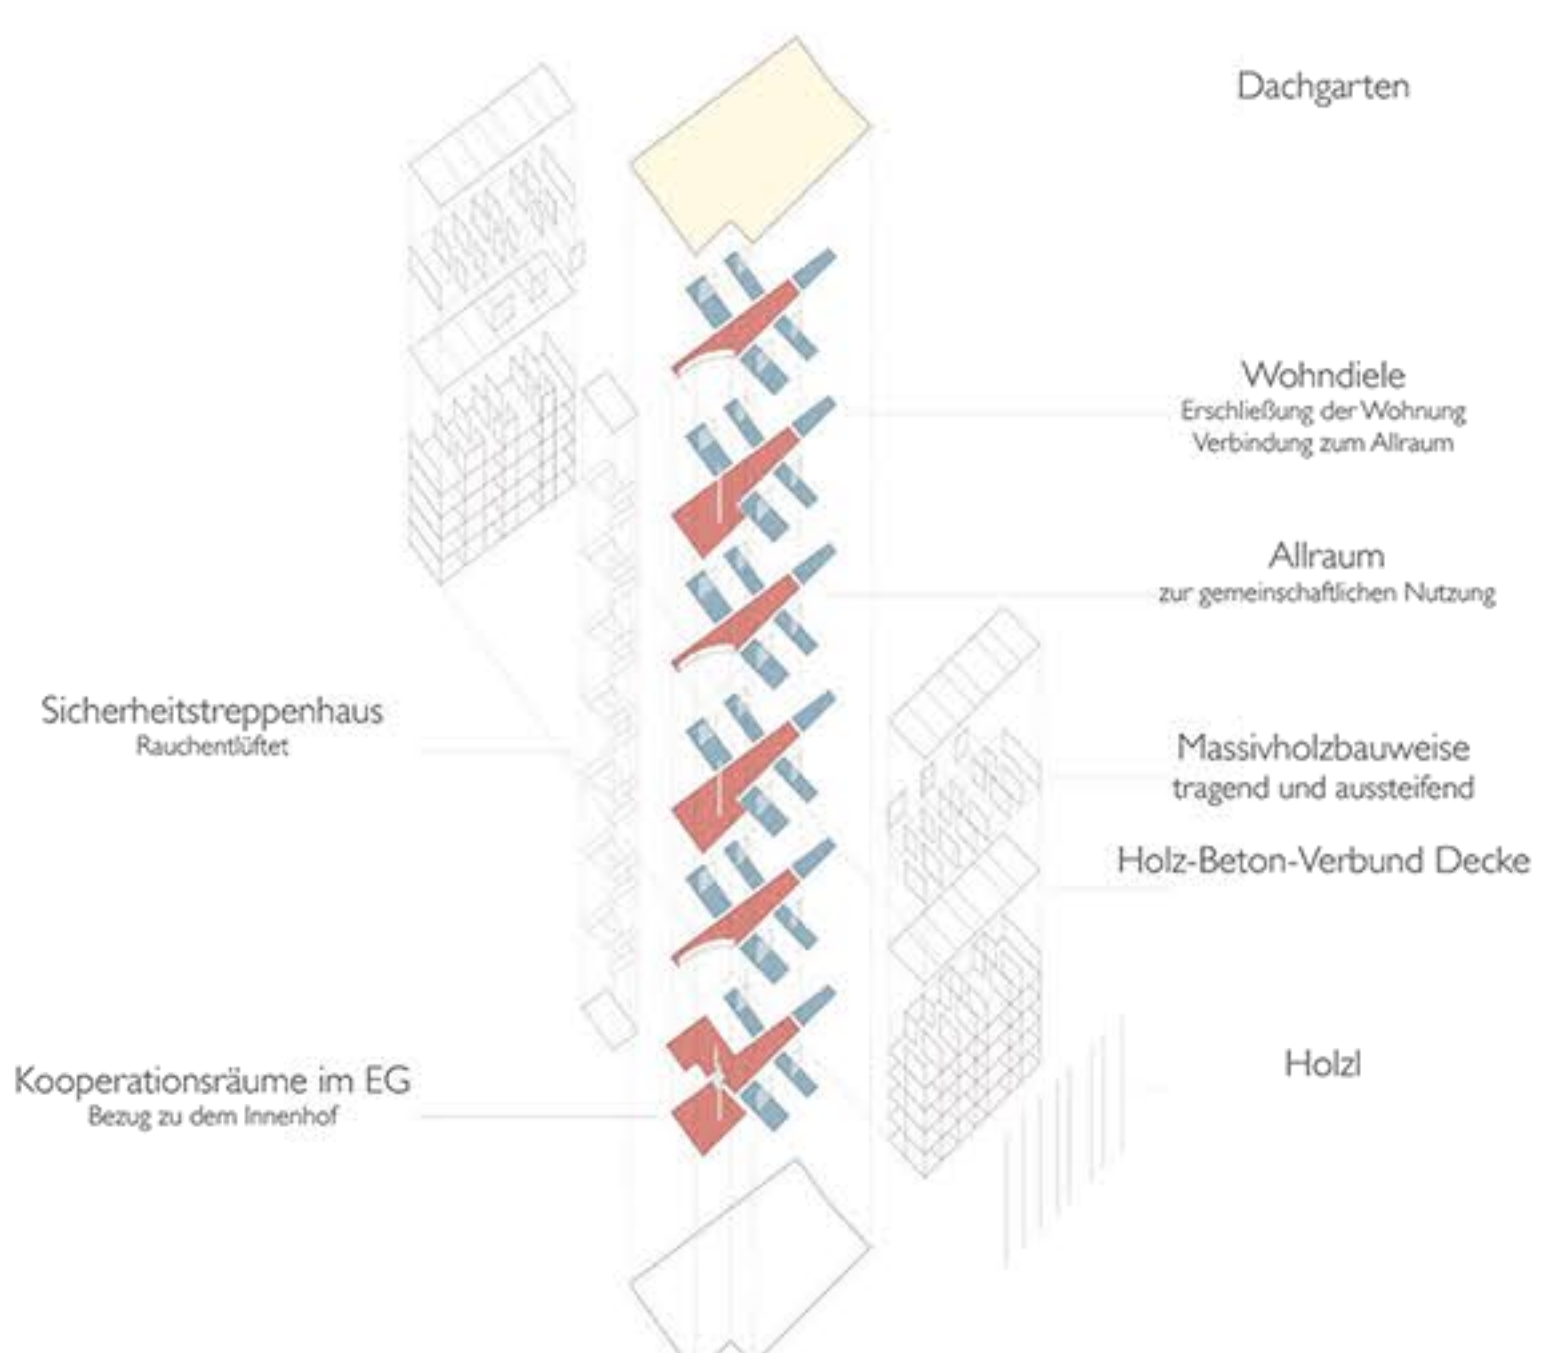 Dachgarten
Wohndiele
Erschließung der Wohnung
Verbindung zum Allraum
Allraum
zur gemeinschaftlichen Nutzung
Sicherheitstreppenhaus
Rauchentlüftet
Massivholzbauweise
tragend und aussteifend
Holz-Beton-Verbund Decke
Kooperationsräume im EG
Bezug zu dem Innenhof
Holzl